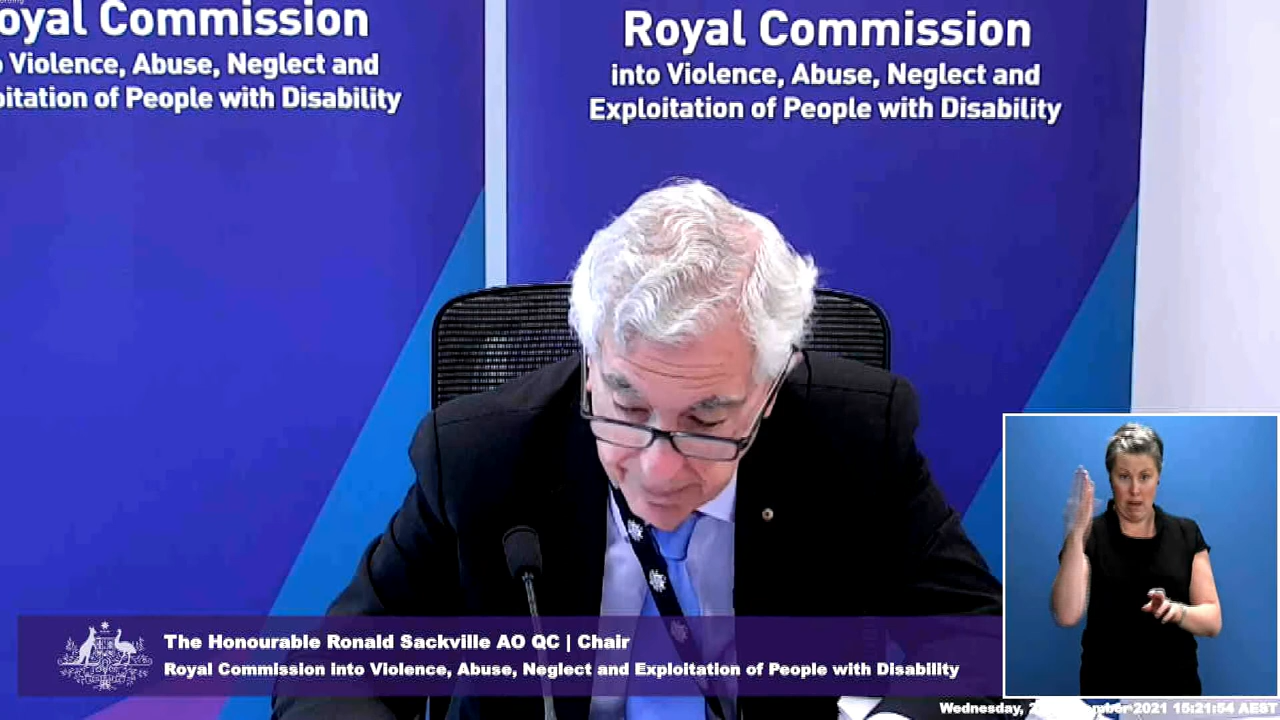 oyal Commission
Violence, Abuse, Neglect and
oitation of People with Disability
Royal Commission
into Violence, Abuse, Neglect and
Exploitation of People with Disability
The Honourable Ronald Sackville AO QC | Chair
Royal Commission into Violence, Abuse, Neglect and Exploitation of People with Disability
Wednesday, 2021 15:21:54 AEST